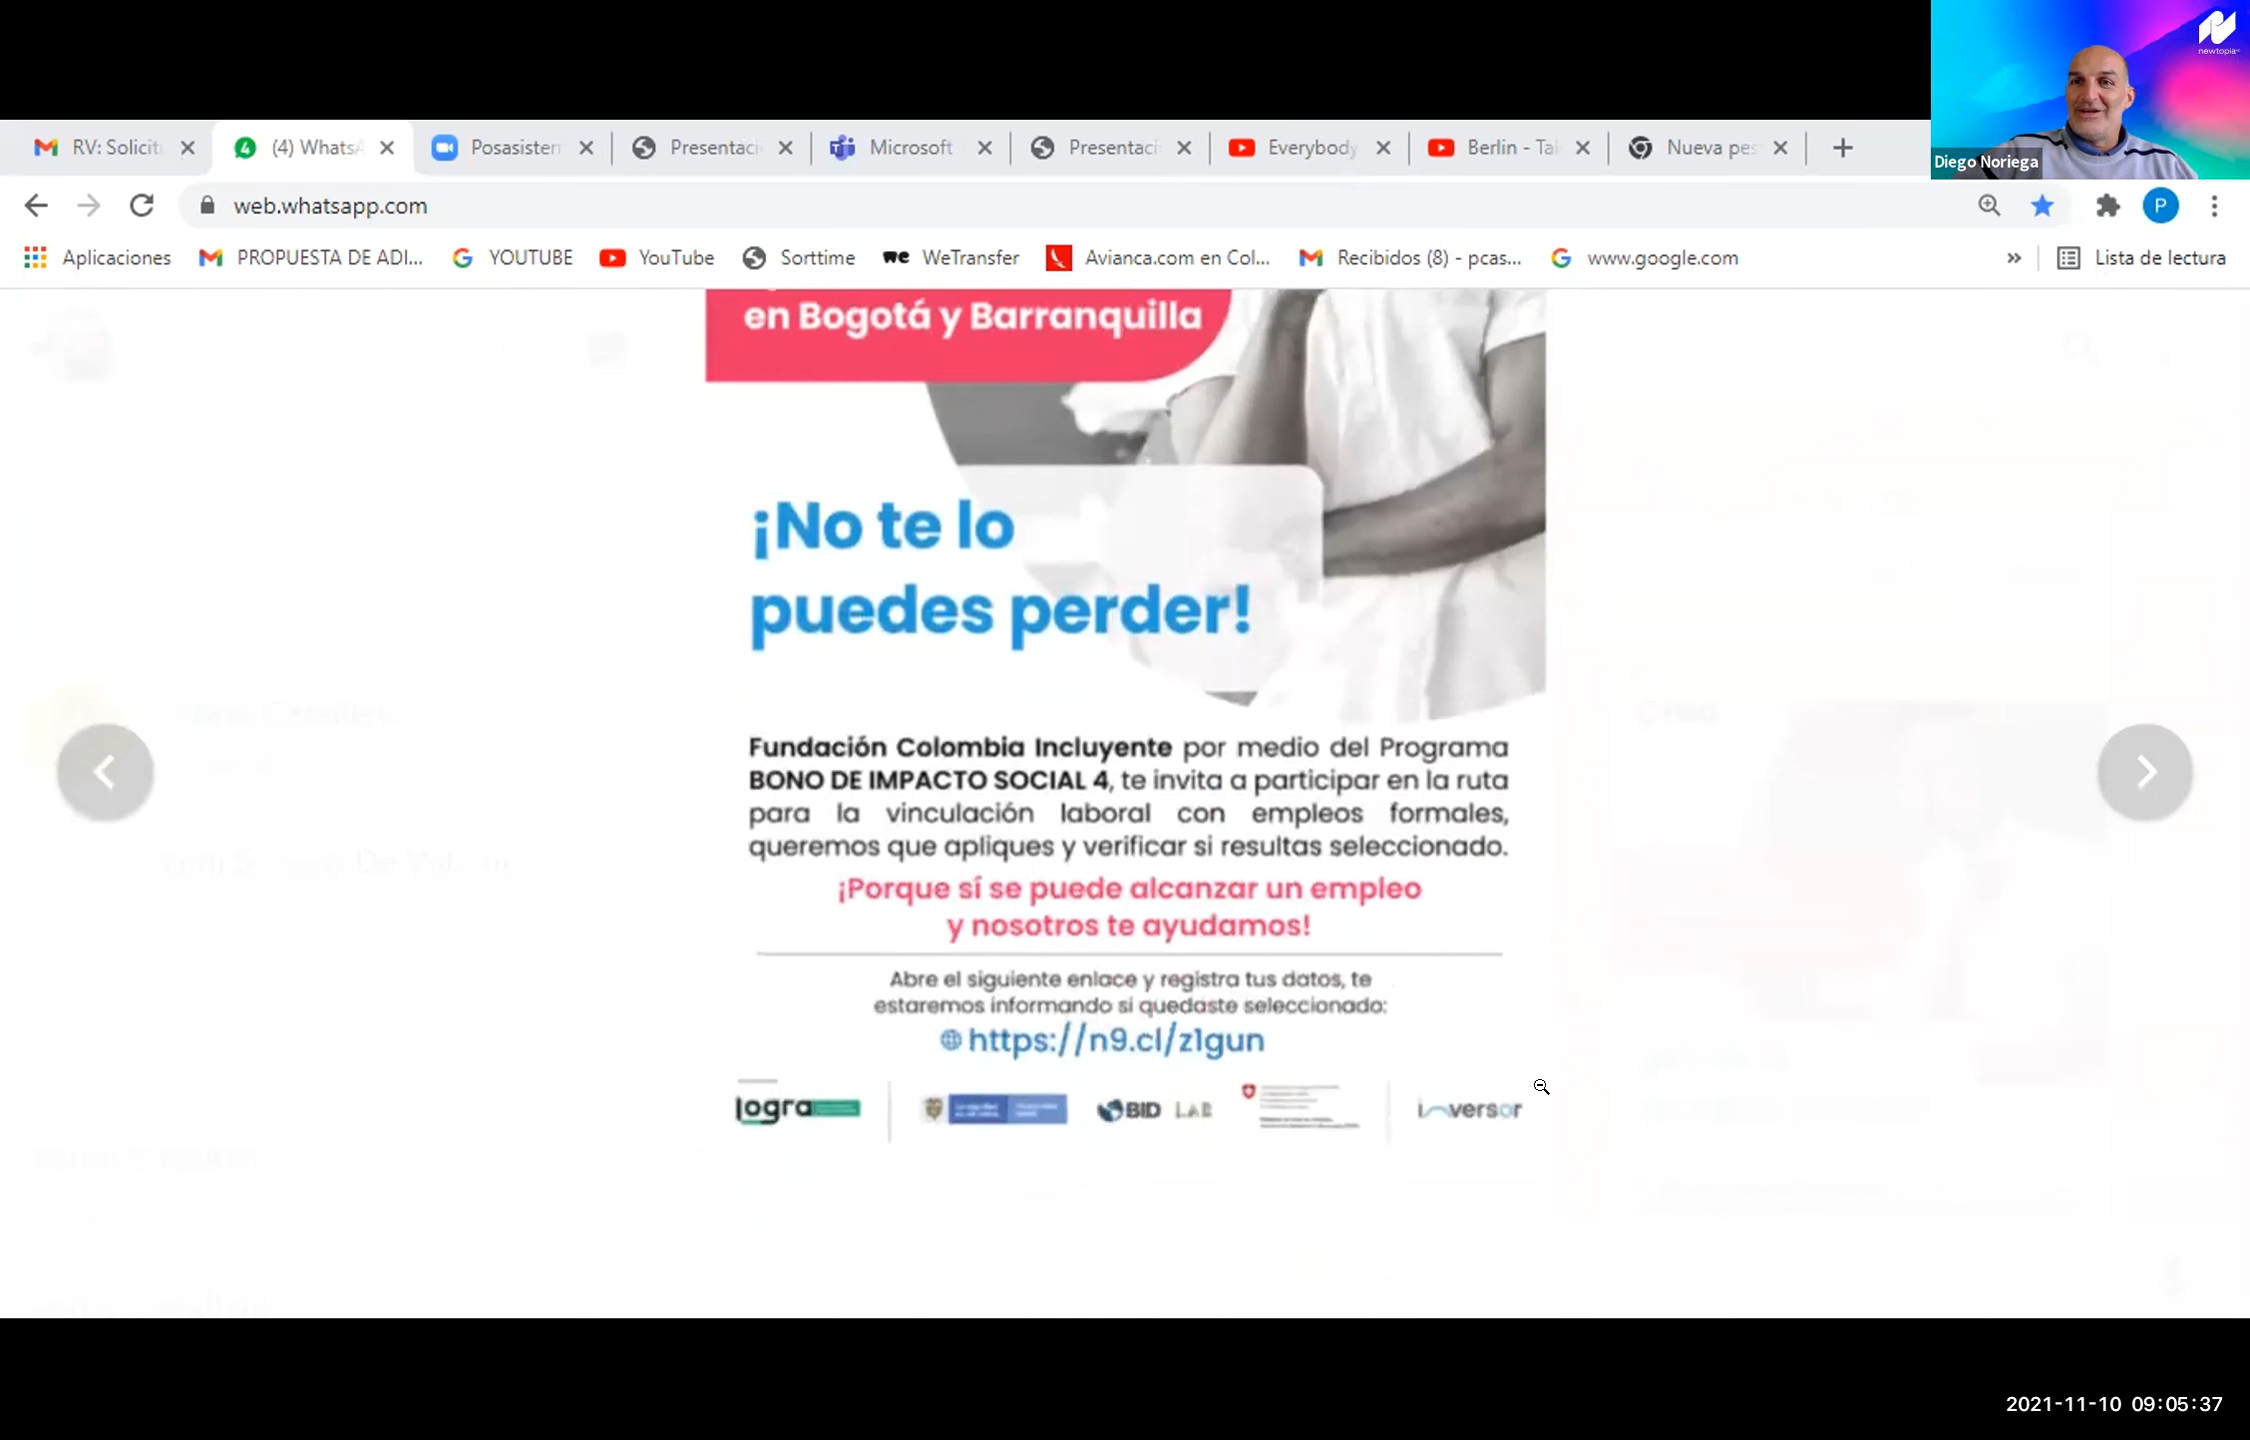 newtopia
Diego Noriega
RV: Solicit
(4) WhatsA
Posasisten
Presentaci
Microsoft
Presentaci
Everybody
Berlin - Tak
Nueva pes
web.whatsapp.com
P
Aplicaciones
PROPUESTA DE ADI...
YOUTUBE
YouTube
Sorttime
we WeTransfer
Avianca.com en Col...
Recibidos (8) - pcas...
www.google.com
»
Lista de lectura
en Bogotá y Barranquilla
¡No te lo
puedes perder!
Fundación Colombia Incluyente por medio del Programa
BONO DE IMPACTO SOCIAL 4, te invita a participar en la ruta
para la vinculación laboral con empleos formales,
queremos que apliques y verificar si resultas seleccionado.
¡Porque sí se puede alcanzar un empleo
y nosotros te ayudamos!
Abre el siguiente enlace y registra tus datos, te
estaremos informando si quedaste seleccionado:
https://n9.cl/z1gun
logra
BID LAB
inversor
2021-11-10 09:05:37